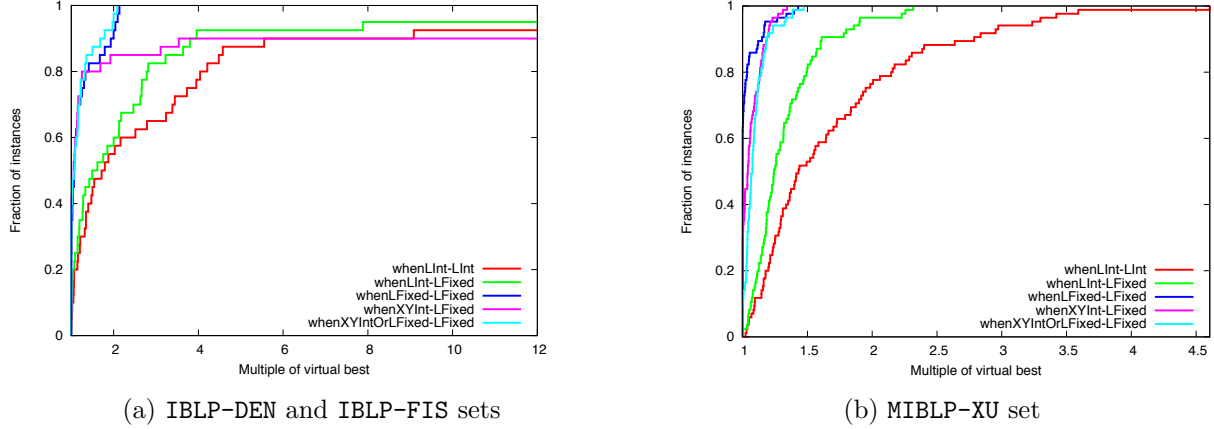 1
0.8
0.6
0.4
0.2
0
2
4
6
8
10
12
Fraction of instances
Multiple of virtual best
whenLInt-LInt
whenLInt-LFixed
whenLFixed-LFixed
whenXYInt-LFixed
whenXYIntOrLFixed-LFixed
(a) IBLP-DEN and IBLP-FIS sets
1
0.8
0.6
0.4
0.2
0
1
1.5
2
2.5
3
3.5
4
4.5
Fraction of instances
Multiple of virtual best
whenLInt-LInt
whenLInt-LFixed
whenLFixed-LFixed
whenXYInt-LFixed
whenXYIntOrLFixed-LFixed
(b) MIBLP-XU set